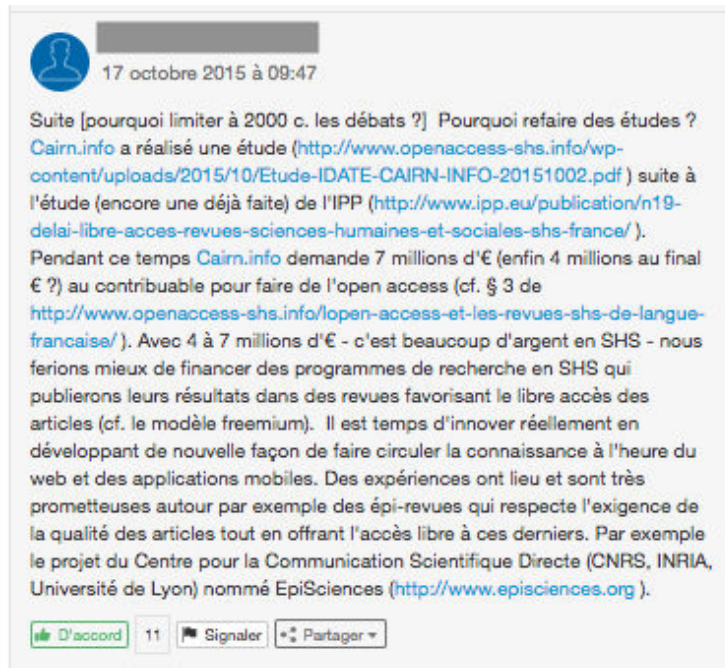 17 octobre 2015 à 09:47
Suite [pourquoi limiter à 2000 c. les débats ?] Pourquoi refaire des études ?
Cairn.info a réalisé une étude (http://www.openaccess-shs.info/wp-
content/uploads/2015/10/Etude-IDATE-CAIRN-INFO-20151002.pdf ) suite à
l'étude (encore une déjà faite) de l'IPP (http://www.ipp.eu/publication/n19-
delai-libre-acces-revues-sciences-humaines-et-sociales-shs-france/ ).
Pendant ce temps Cairn.info demande 7 millions d'€ (enfin 4 millions au final
€ ?) au contribuable pour faire de l'open access (cf. § 3 de
http://www.openaccess-shs.info/lopen-access-et-les-revues-shs-de-langue-
francaise/ ). Avec 4 à 7 millions d'€ - c'est beaucoup d'argent en SHS - nous
ferions mieux de financer des programmes de recherche en SHS qui
publierons leurs résultats dans des revues favorisant le libre accès des
articles (cf. le modèle freemium). Il est temps d'innover réellement en
développant de nouvelle façon de faire circuler la connaissance à l'heure du
web et des applications mobiles. Des expériences ont lieu et sont très
prometteuses autour par exemple des épi-revues qui respecte l'exigence de
la qualité des articles tout en offrant l'accès libre à ces derniers. Par exemple
le projet du Centre pour la Communication Scientifique Directe (CNRS, INRIA,
Université de Lyon) nommé EpiSciences (http://www.episciences.org ).
D'accord 11 Signaler Partager